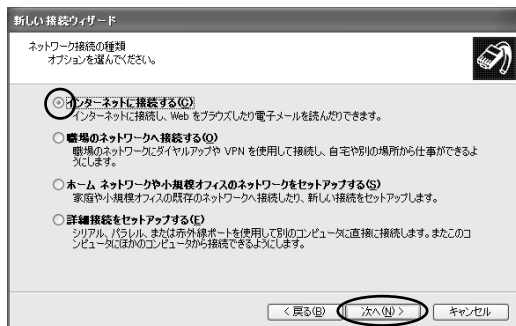 新しい接続ウィザード
ネットワーク接続の種類
オプションを選んでください。
インターネットに接続する(C)
インターネットに接続し、Web をブラウズしたり電子メールを読んだりできます。
職場のネットワークへ接続する(O)
職場のネットワークにダイヤルアップや VPN を使用して接続し、自宅や別の場所から仕事ができるよ
うにします。
ホーム ネットワークや小規模オフィスのネットワークをセットアップする(S)
家庭や小規模オフィスの既存のネットワークへ接続したり、新しい接続をセットアップします。
詳細接続をセットアップする(E)
シリアル、パラレル、または赤外線ポートを使用して別のコンピュータに直接に接続します。またこのコ
ンピュータにほかのコンピュータから接続できるようにします。
< 戻る(B) 次へ(N) > キャンセル